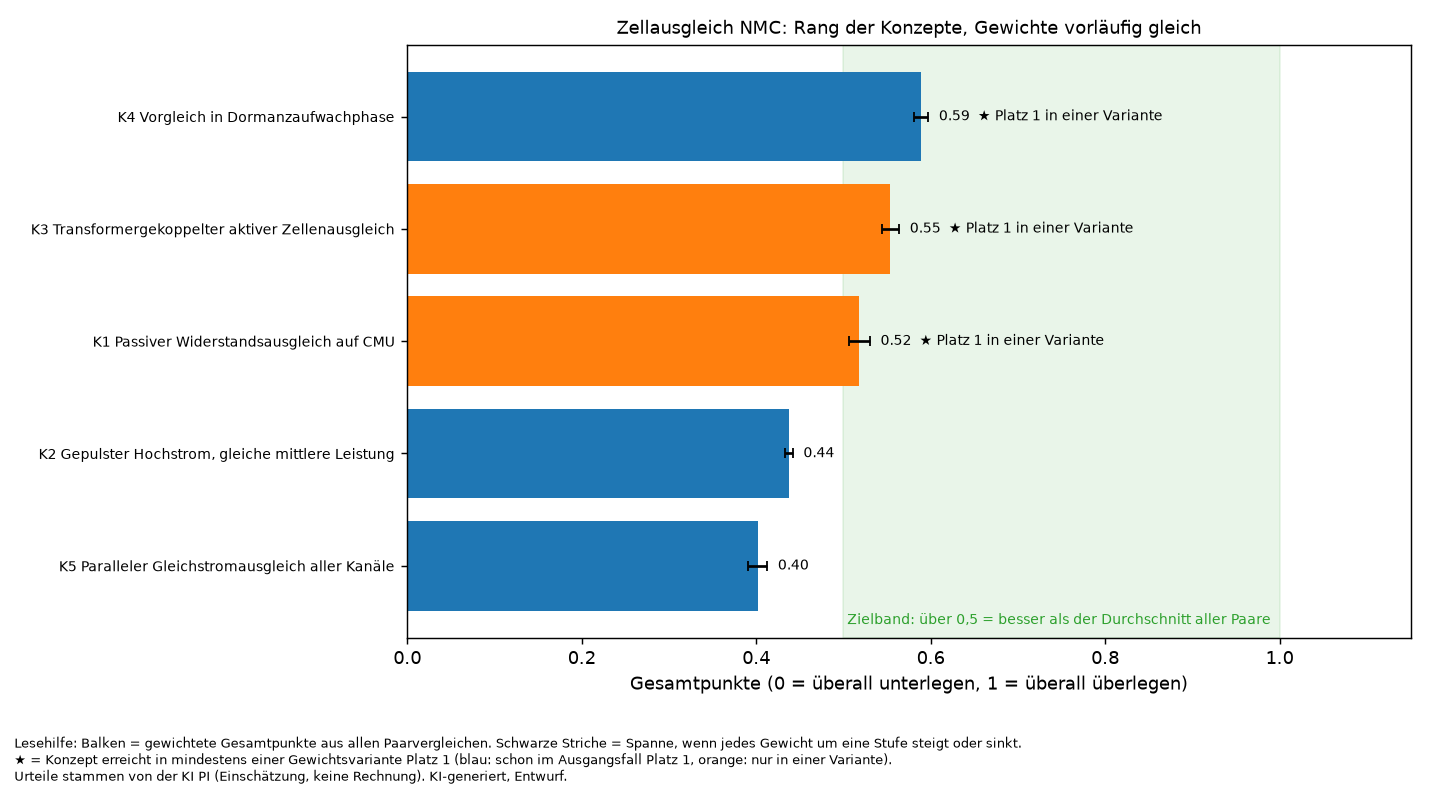 Zellausgleich NMC: Rang der Konzepte, Gewichte vorläufig gleich
K4 Vorgleich in Dormanzaufwachphase
0.59 ★ Platz 1 in einer Variante
K3 Transformergekoppelter aktiver Zellenausgleich
0.55 ★ Platz 1 in einer Variante
K1 Passiver Widerstandsausgleich auf CMU
0.52 ★ Platz 1 in einer Variante
K2 Gepulster Hochstrom, gleiche mittlere Leistung
0.44
K5 Paralleler Gleichstromausgleich aller Kanäle
0.40
Zielband: über 0,5 = besser als der Durchschnitt aller Paare
0.0 0.2 0.4 0.6 0.8 1.0
Gesamtpunkte (0 = überall unterlegen, 1 = überall überlegen)
Lesehilfe: Balken = gewichtete Gesamtpunkte aus allen Paarvergleichen. Schwarze Striche = Spanne, wenn jedes Gewicht um eine Stufe steigt oder sinkt.
★ = Konzept erreicht in mindestens einer Gewichtsvariante Platz 1 (blau: schon im Ausgangsfall Platz 1, orange: nur in einer Variante).
Urteile stammen von der KI PI (Einschätzung, keine Rechnung). KI-generiert, Entwurf.